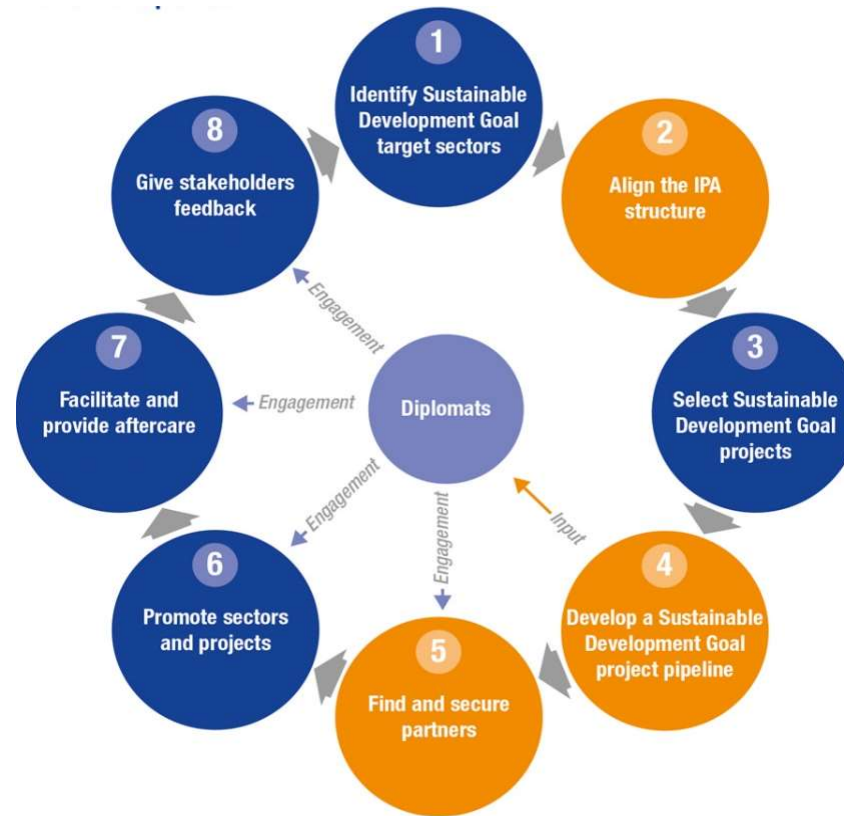 1
Identify Sustainable
Development Goal
target sectors
2
Align the IPA
structure
3
Select Sustainable
Development Goal
projects
4
Develop a Sustainable
Development Goal
project pipeline
5
Find and secure
partners
6
Promote sectors
and projects
7
Facilitate and
provide aftercare
8
Give stakeholders
feedback
Diplomats
Engagement
Engagement
Engagement
Engagement
Input